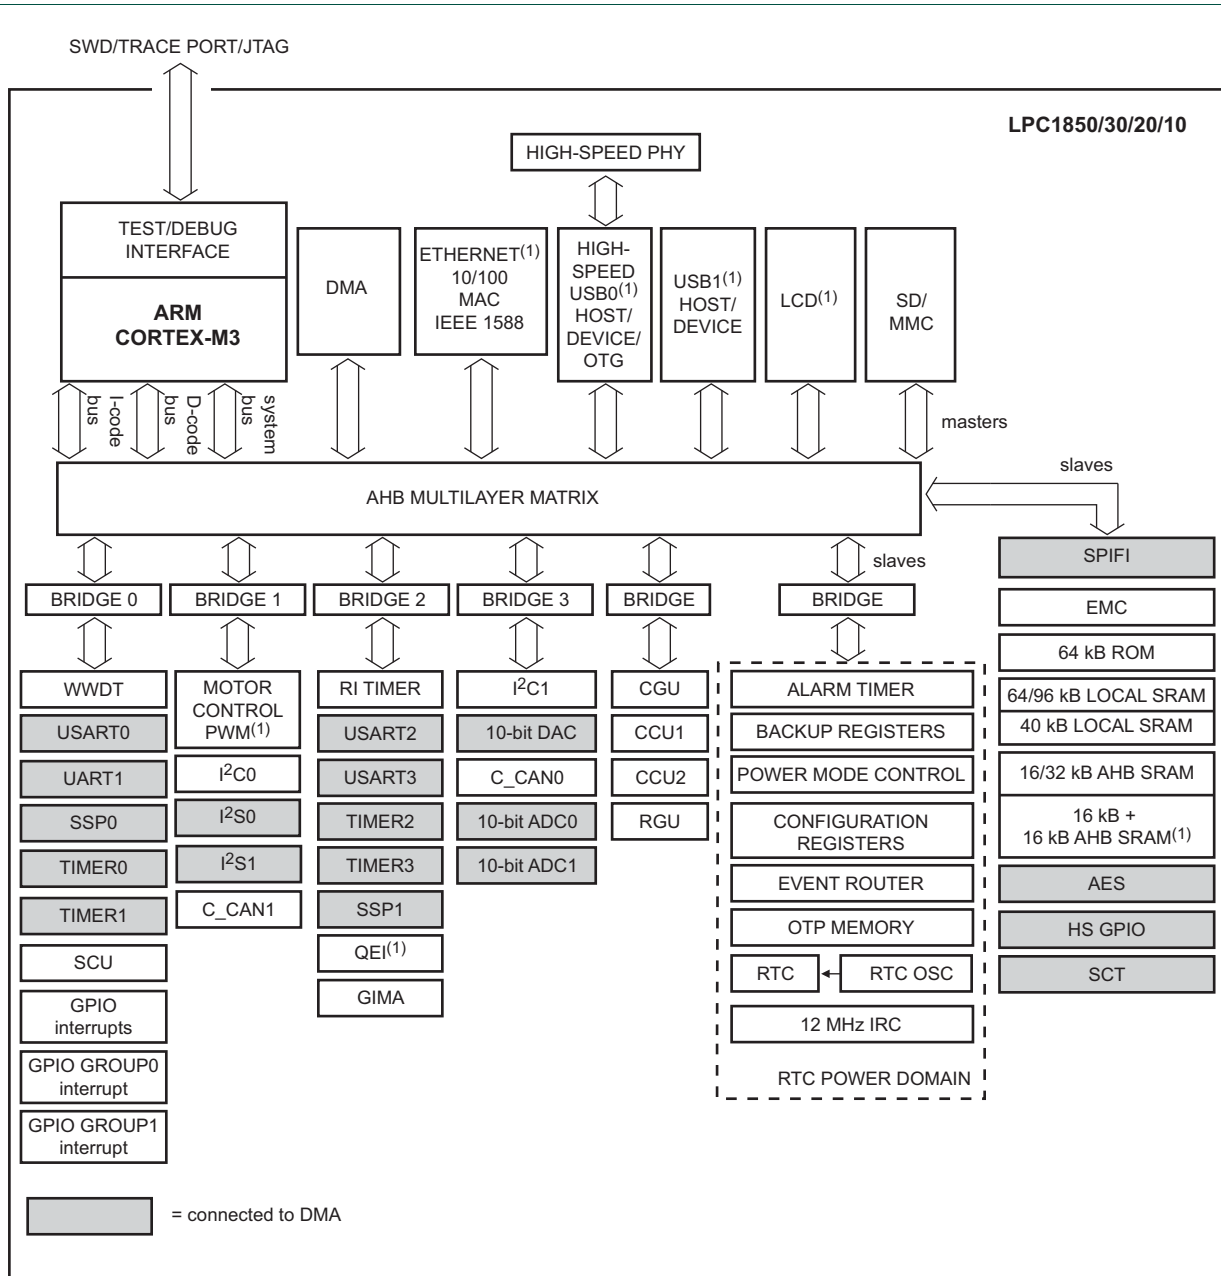 SWD/TRACE PORT/JTAG
LPC1850/30/20/10
HIGH-SPEED PHY
TEST/DEBUG
INTERFACE
ARM
CORTEX-M3
DMA
ETHERNET(1)
10/100
MAC
IEEE 1588
HIGH-
SPEED
USB0(1)
HOST/
DEVICE/
OTG
USB1(1)
HOST/
DEVICE
LCD(1)
SD/
MMC
I-code
bus
D-code
bus
system
bus
masters
slaves
AHB MULTILAYER MATRIX
slaves
BRIDGE 0
BRIDGE 1
BRIDGE 2
BRIDGE 3
BRIDGE
BRIDGE
WWDT
USART0
UART1
SSP0
TIMER0
TIMER1
SCU
GPIO
interrupts
GPIO GROUP0
interrupt
GPIO GROUP1
interrupt
MOTOR
CONTROL
PWM(1)
I2C0
I2S0
I2S1
C_CAN1
RI TIMER
USART2
USART3
TIMER2
TIMER3
SSP1
QEI(1)
GIMA
I2C1
10-bit DAC
C_CAN0
10-bit ADC0
10-bit ADC1
CGU
CCU1
CCU2
RGU
ALARM TIMER
BACKUP REGISTERS
POWER MODE CONTROL
CONFIGURATION
REGISTERS
EVENT ROUTER
OTP MEMORY
RTC
RTC OSC
12 MHz IRC
RTC POWER DOMAIN
SPIFI
EMC
64 kB ROM
64/96 kB LOCAL SRAM
40 kB LOCAL SRAM
16/32 kB AHB SRAM
16 kB +
16 kB AHB SRAM(1)
AES
HS GPIO
SCT
= connected to DMA